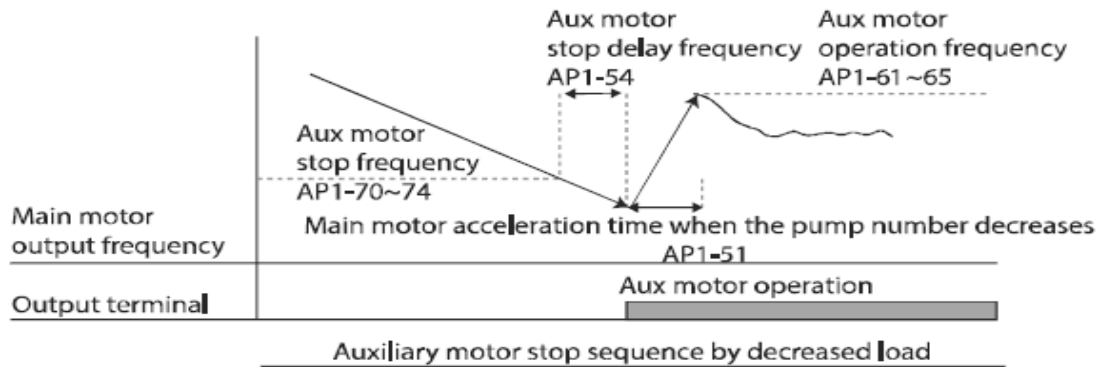 Aux motor
stop delay frequency
AP1-54
Aux motor
operation frequency
AP1-61~65
Aux motor
stop frequency
AP1-70~74
Main motor
output frequency
Main motor acceleration time when the pump number decreases
AP1-51
Output terminal
Aux motor operation
Auxiliary motor stop sequence by decreased load